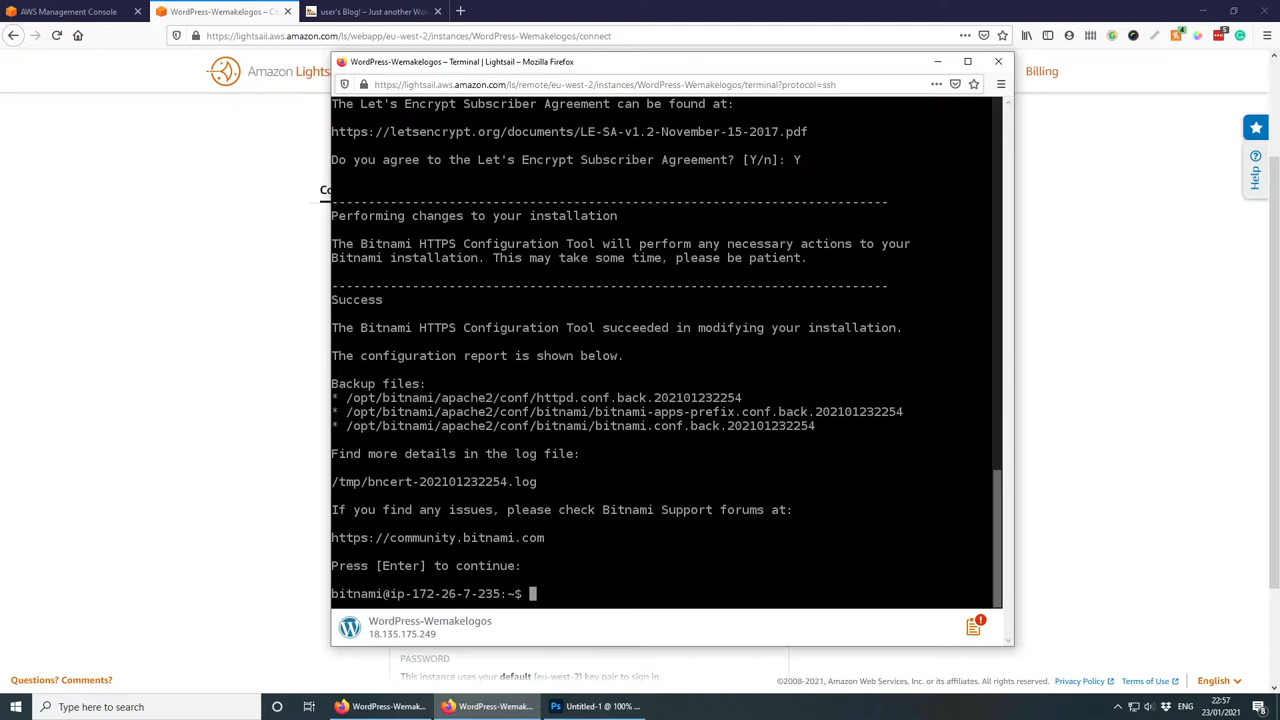 AWS Management Console
WordPress-Wemakelogos – Co
user's Blog! – Just another Wor
https://lightsail.aws.amazon.com/ls/webapp/eu-west-2/instances/WordPress-Wemakelogos/connect
4
5
Amazon Lights
Billing
WordPress-Wemakelogos – Terminal | Lightsail – Mozilla Firefox
https://lightsail.aws.amazon.com/ls/remote/eu-west-2/instances/WordPress-Wemakelogos/terminal?protocol=ssh
Help
Co
The Let's Encrypt Subscriber Agreement can be found at:
https://letsencrypt.org/documents/LE-SA-v1.2-November-15-2017.pdf
Do you agree to the Let's Encrypt Subscriber Agreement? [Y/n]: Y
----------------------------------------------------------------------------
Performing changes to your installation
The Bitnami HTTPS Configuration Tool will perform any necessary actions to your
Bitnami installation. This may take some time, please be patient.
----------------------------------------------------------------------------
Success
The Bitnami HTTPS Configuration Tool succeeded in modifying your installation.
The configuration report is shown below.
Backup files:
* /opt/bitnami/apache2/conf/httpd.conf.back.202101232254
* /opt/bitnami/apache2/conf/bitnami/bitnami-apps-prefix.conf.back.202101232254
* /opt/bitnami/apache2/conf/bitnami/bitnami.conf.back.202101232254
Find more details in the log file:
/tmp/bncert-202101232254.log
If you find any issues, please check Bitnami Support forums at:
https://community.bitnami.com
Press [Enter] to continue:
bitnami@ip-172-26-7-235:~$
WordPress-Wemakelogos
18.135.175.249
PASSWORD
This instance uses your default (eu-west-2) key pair to sign in.
Questions? Comments?
©2008-2021, Amazon Web Services, Inc. or its affiliates. All rights reserved.
Privacy Policy
Terms of Use
English
Type here to search
WordPress-Wemak...
WordPress-Wemak...
Untitled-1 @ 100% ...
ENG
22:57
23/01/2021
8